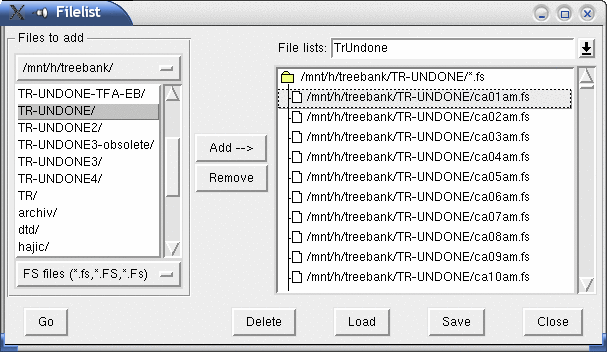 Filelist
Files to add
/mnt/h/treebank/
TR-UNDONE-TFA-EB/
TR-UNDONE/
TR-UNDONE2/
TR-UNDONE3-obsolete/
TR-UNDONE3/
TR-UNDONE4/
TR/
archiv/
dtd/
hajic/
FS files (*.fs,*.FS,*.Fs)
Add -->
Remove
File lists: TrUndone
/mnt/h/treebank/TR-UNDONE/*.fs
/mnt/h/treebank/TR-UNDONE/ca01am.fs
/mnt/h/treebank/TR-UNDONE/ca02am.fs
/mnt/h/treebank/TR-UNDONE/ca03am.fs
/mnt/h/treebank/TR-UNDONE/ca04am.fs
/mnt/h/treebank/TR-UNDONE/ca05am.fs
/mnt/h/treebank/TR-UNDONE/ca06am.fs
/mnt/h/treebank/TR-UNDONE/ca07am.fs
/mnt/h/treebank/TR-UNDONE/ca08am.fs
/mnt/h/treebank/TR-UNDONE/ca09am.fs
/mnt/h/treebank/TR-UNDONE/ca10am.fs
Go Delete Load Save Close